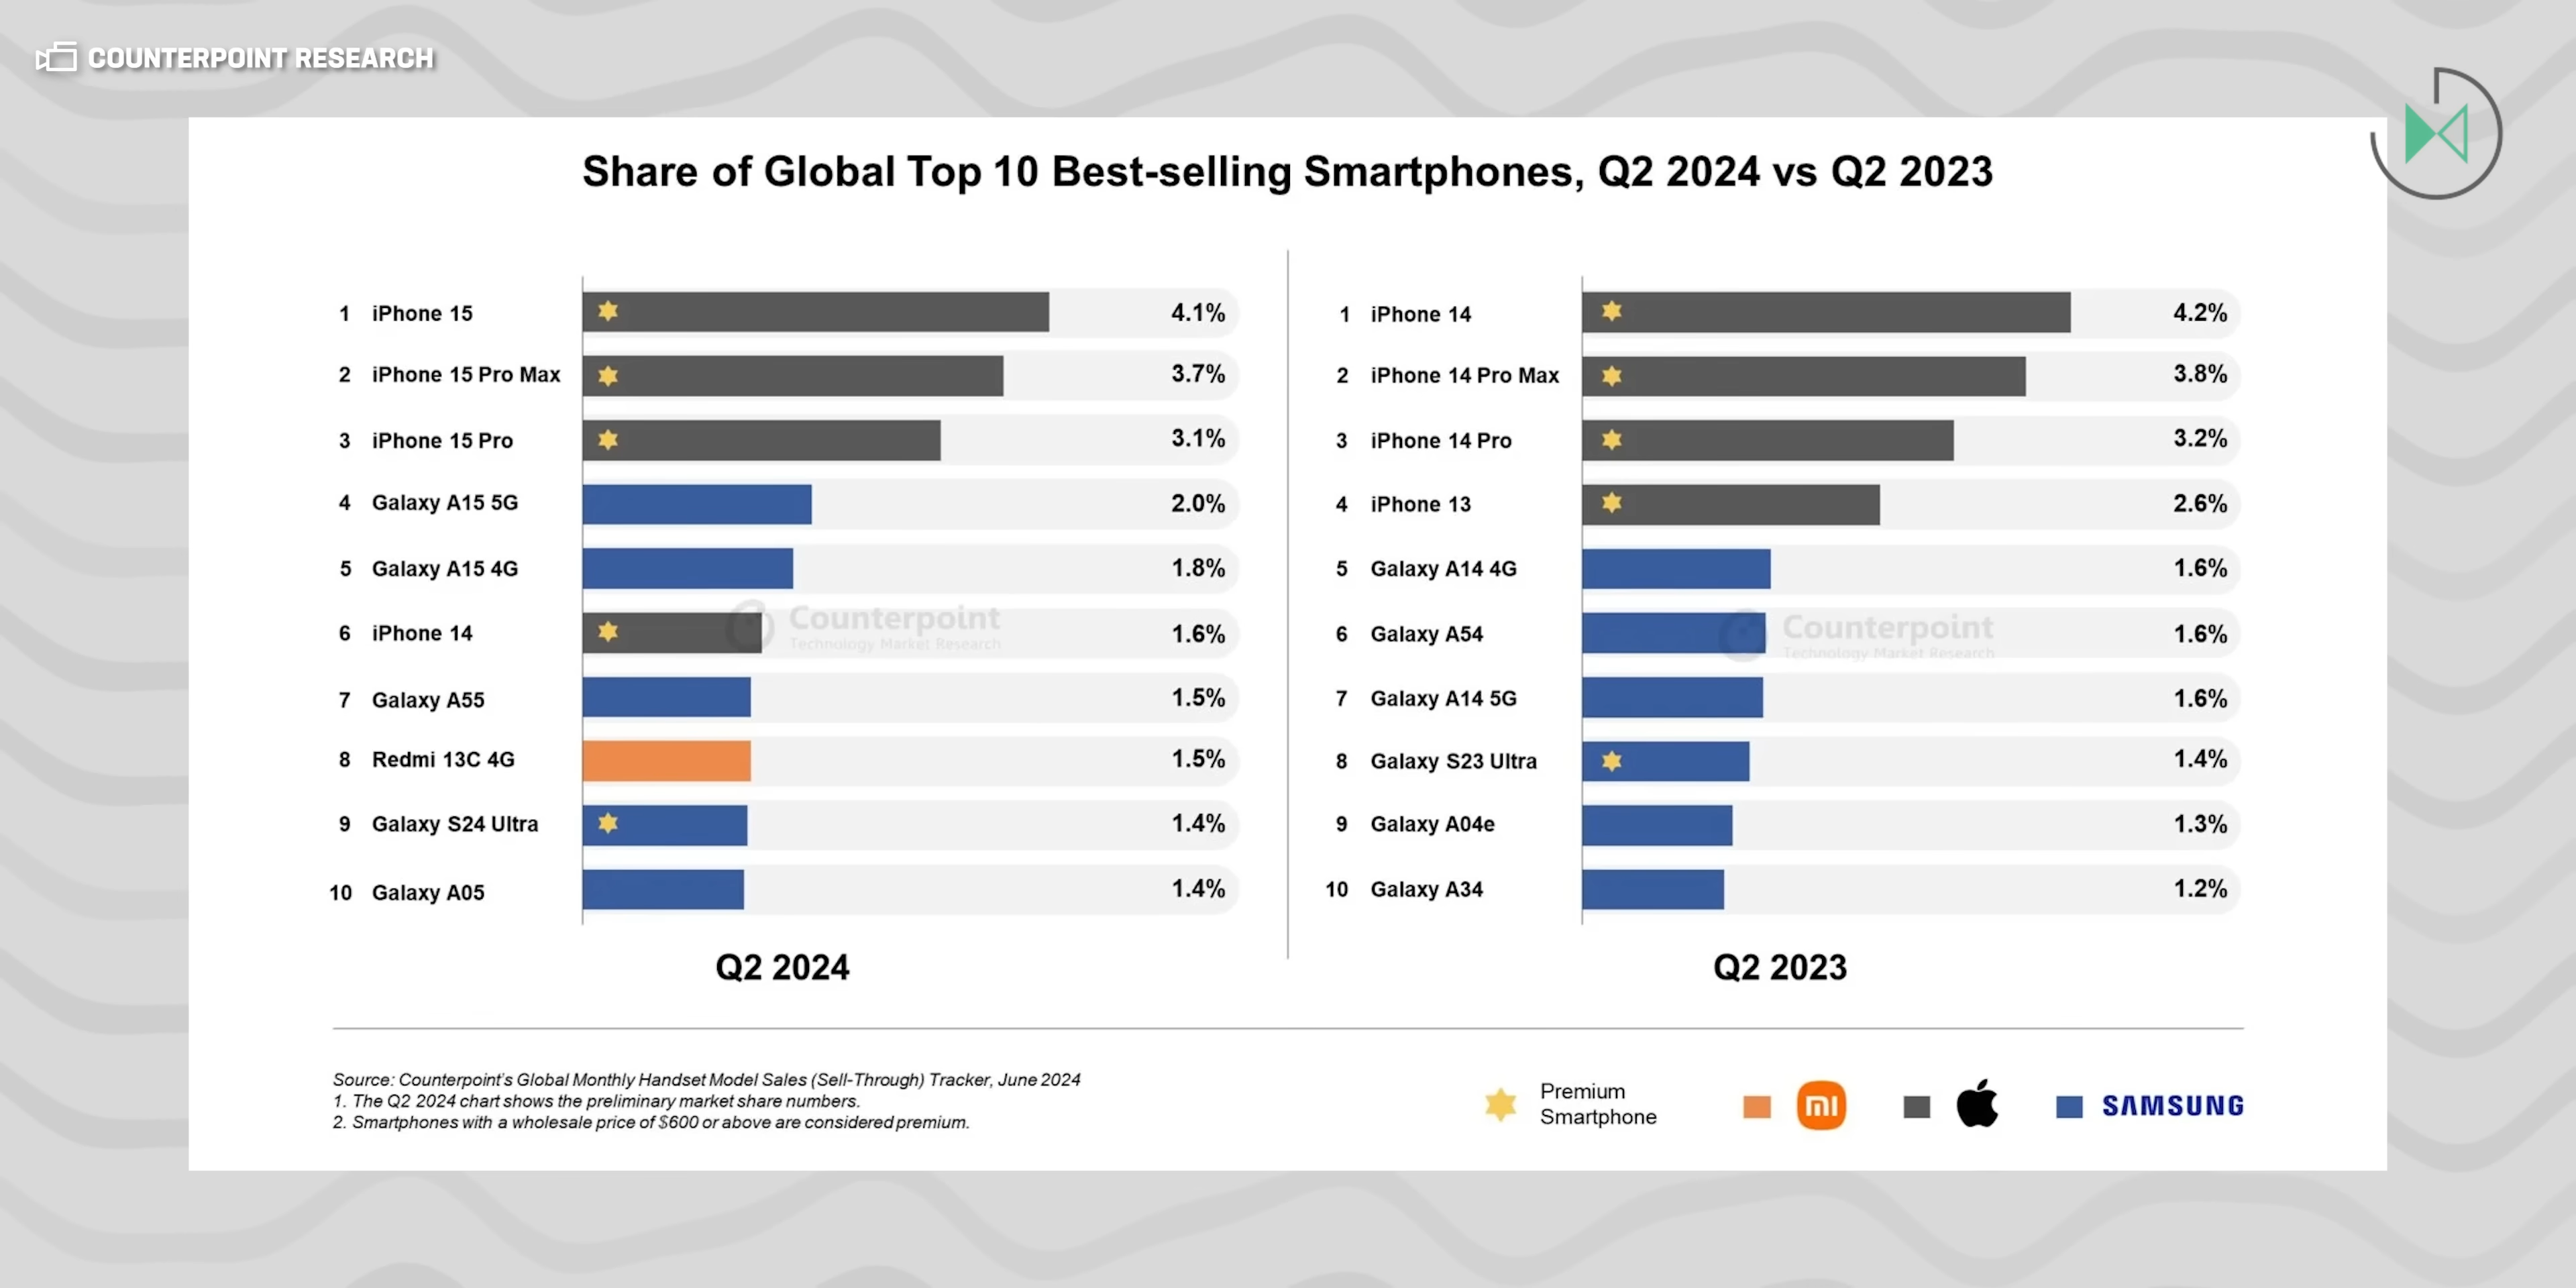 COUNTERPOINT RESEARCH
Share of Global Top 10 Best-selling Smartphones, Q2 2024 vs Q2 2023
1 iPhone 15 4.1%
2 iPhone 15 Pro Max 3.7%
3 iPhone 15 Pro 3.1%
4 Galaxy A15 5G 2.0%
5 Galaxy A15 4G 1.8%
6 iPhone 14 1.6%
7 Galaxy A55 1.5%
8 Redmi 13C 4G 1.5%
9 Galaxy S24 Ultra 1.4%
10 Galaxy A05 1.4%
Counterpoint
Technology Market Research
Q2 2024
1 iPhone 14 4.2%
2 iPhone 14 Pro Max 3.8%
3 iPhone 14 Pro 3.2%
4 iPhone 13 2.6%
5 Galaxy A14 4G 1.6%
6 Galaxy A54 1.6%
7 Galaxy A14 5G 1.6%
8 Galaxy S23 Ultra 1.4%
9 Galaxy A04e 1.3%
10 Galaxy A34 1.2%
Counterpoint
Technology Market Research
Q2 2023
Source: Counterpoint's Global Monthly Handset Model Sales (Sell-Through) Tracker, June 2024
1. The Q2 2024 chart shows the preliminary market share numbers.
2. Smartphones with a wholesale price of $600 or above are considered premium.
Premium
Smartphone
mi
SAMSUNG